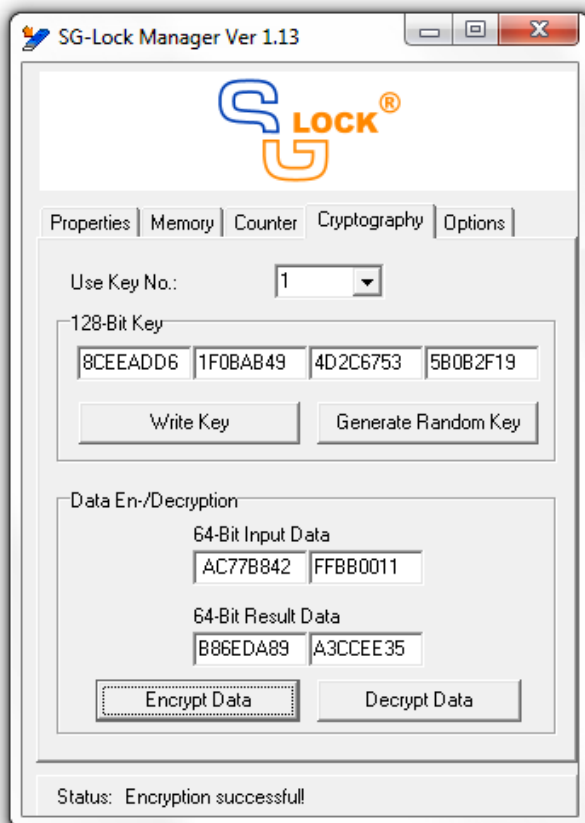 SG-Lock Manager Ver 1.13
SG LOCK®
Properties Memory Counter Cryptography Options
Use Key No.: 1
128-Bit Key
8CEEADD6 1F0BAB49 4D2C6753 5B0B2F19
Write Key Generate Random Key
Data En-/Decryption
64-Bit Input Data
AC77B842 FFBB0011
64-Bit Result Data
B86EDA89 A3CCEE35
Encrypt Data Decrypt Data
Status: Encryption successful!